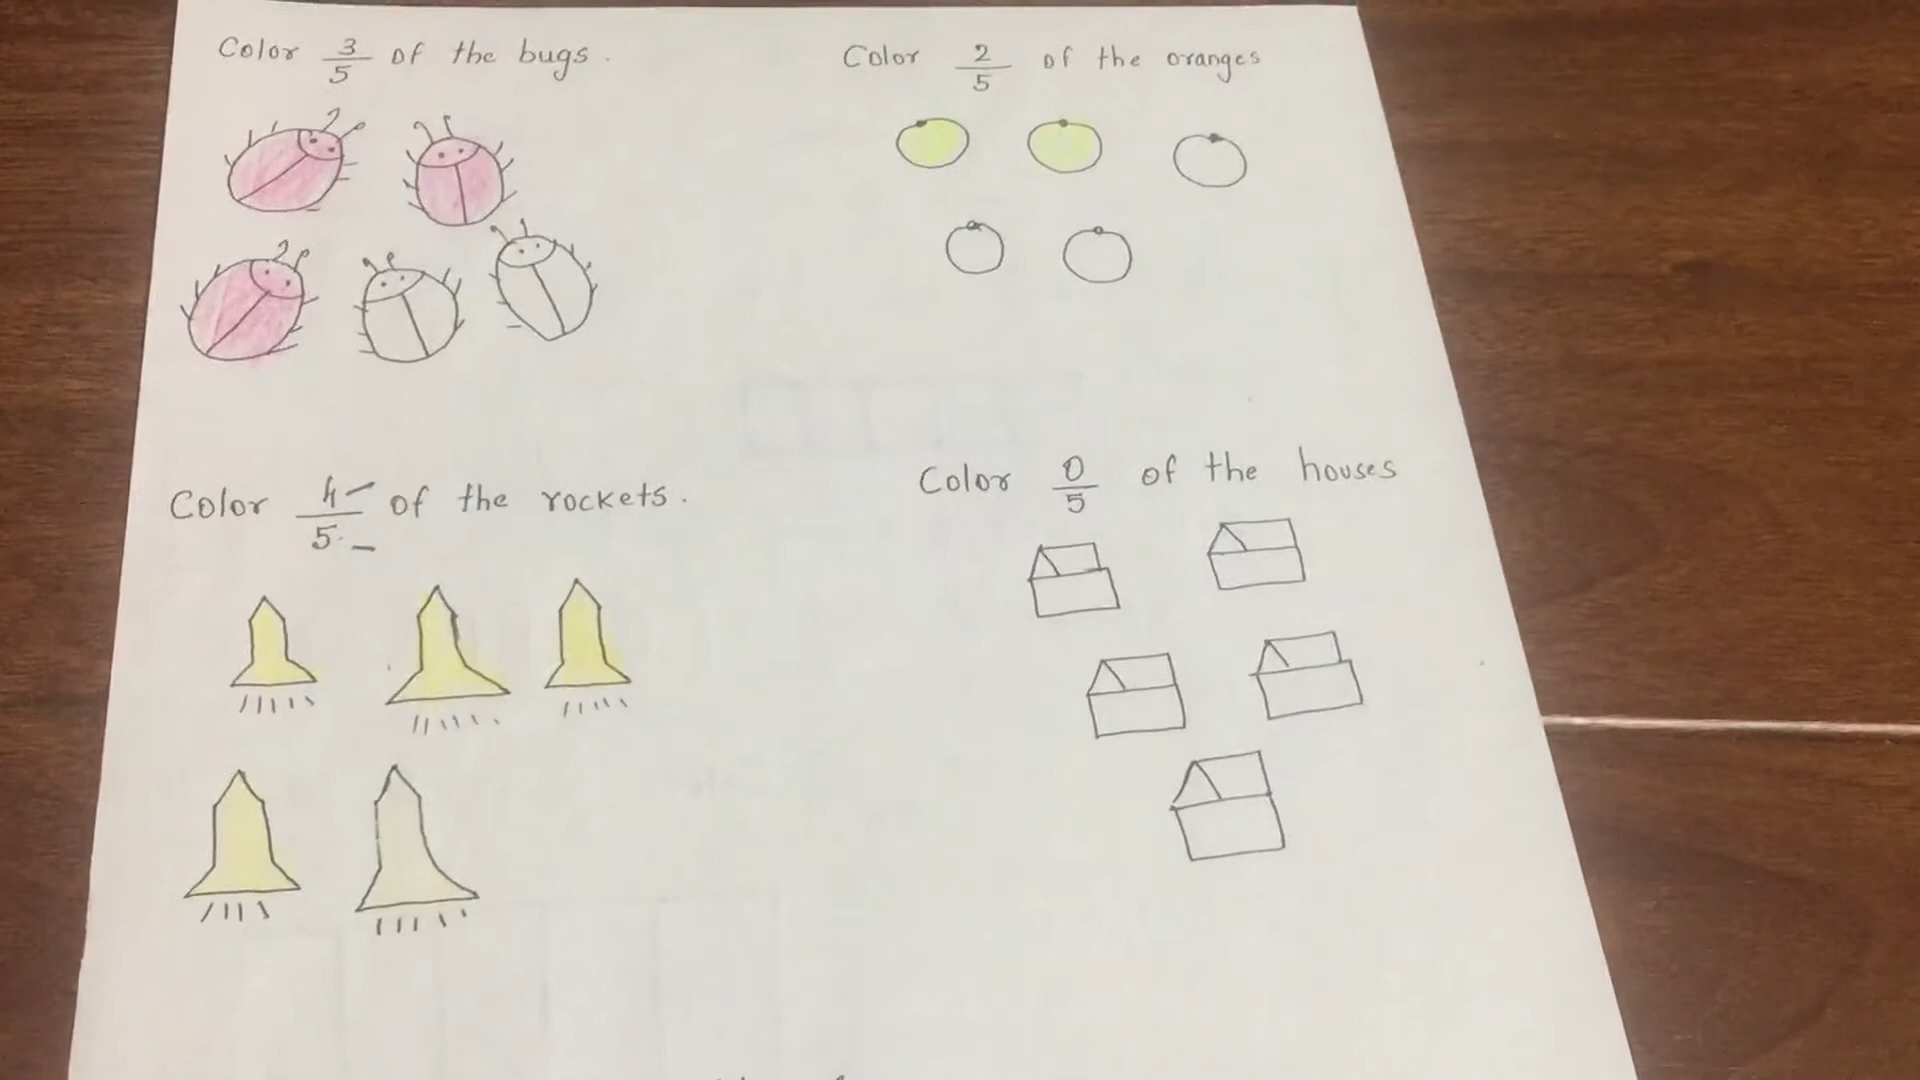 Color 3/5 of the bugs.
Color 2/5 of the oranges
Color 4/5 of the rockets.
Color 0/5 of the houses